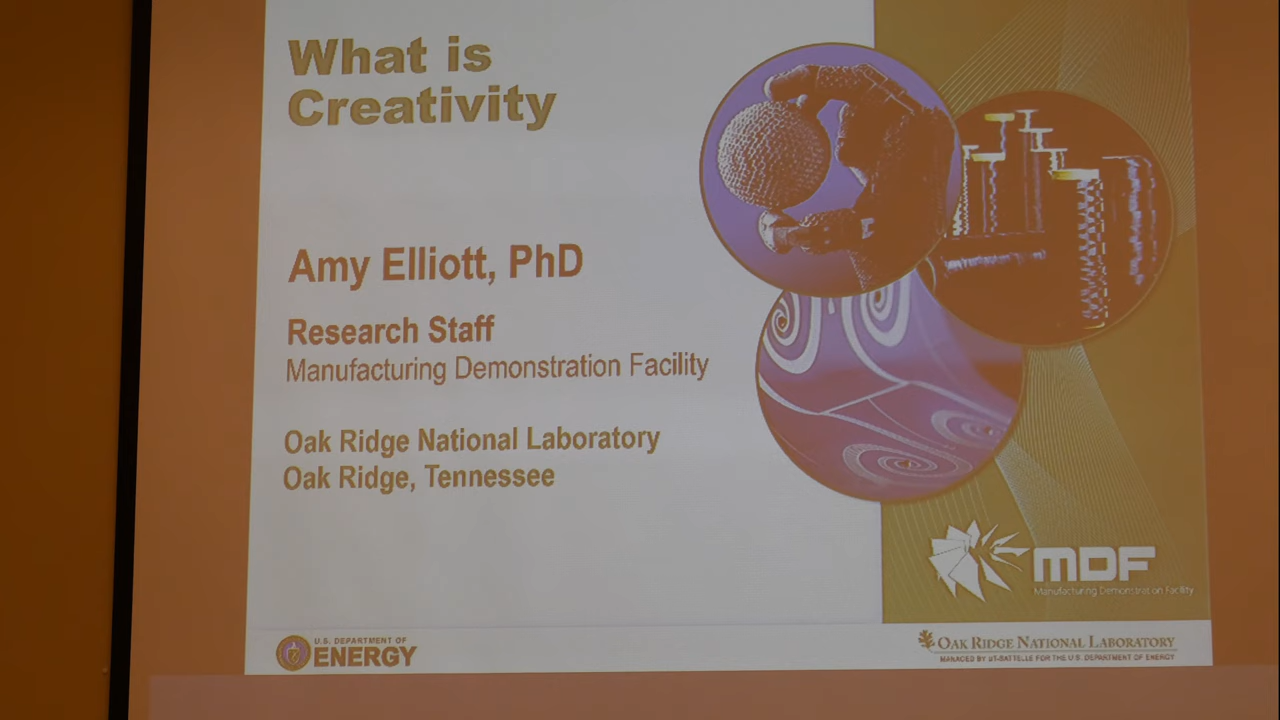 What is
Creativity
Amy Elliott, PhD
Research Staff
Manufacturing Demonstration Facility
Oak Ridge National Laboratory
Oak Ridge, Tennessee
MDF
Manufacturing Demonstration Facility
U.S. DEPARTMENT OF
ENERGY
OAK RIDGE NATIONAL LABORATORY
MANAGED BY UT-BATTELLE FOR THE U.S. DEPARTMENT OF ENERGY